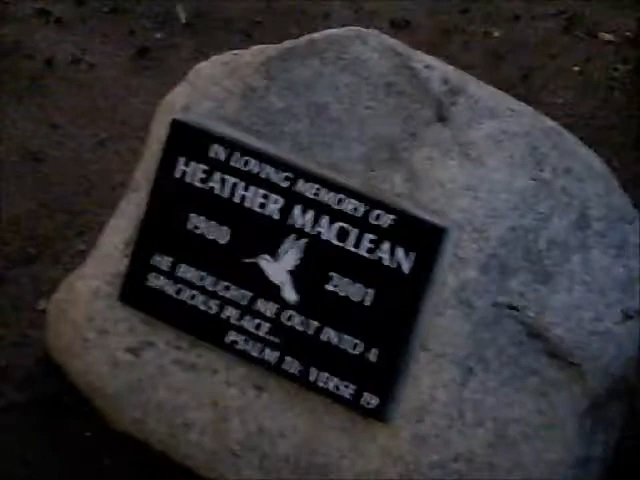 IN LOVING MEMORY OF
HEATHER MACLEAN
1980 2001
HE BROUGHT ME OUT INTO A
SPACIOUS PLACE...
PSALM 18: VERSE 19